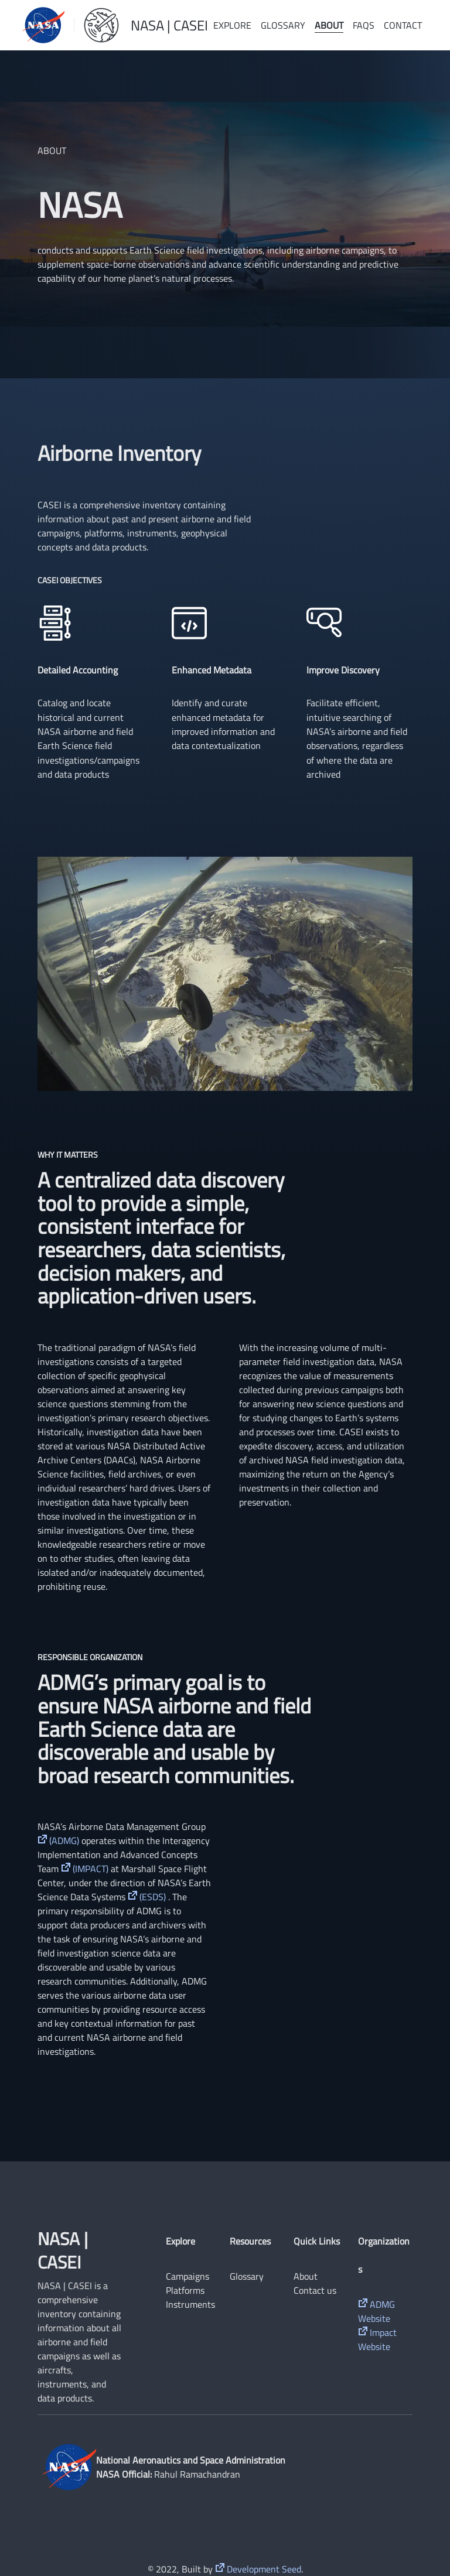 NASA
NASA | CASEI
EXPLORE GLOSSARY ABOUT FAQS CONTACT
ABOUT
NASA
conducts and supports Earth Science field investigations, including airborne campaigns, to
supplement space-borne observations and advance scientific understanding and predictive
capability of our home planet's natural processes.
Airborne Inventory
CASEI is a comprehensive inventory containing
information about past and present airborne and field
campaigns, platforms, instruments, geophysical
concepts and data products.
CASEI OBJECTIVES
Detailed Accounting
Catalog and locate
historical and current
NASA airborne and field
Earth Science field
investigations/campaigns
and data products
Enhanced Metadata
Identify and curate
enhanced metadata for
improved information and
data contextualization
Improve Discovery
Facilitate efficient,
intuitive searching of
NASA's airborne and field
observations, regardless
of where the data are
archived
WHY IT MATTERS
A centralized data discovery
tool to provide a simple,
consistent interface for
researchers, data scientists,
decision makers, and
application-driven users.
The traditional paradigm of NASA's field
investigations consists of a targeted
collection of specific geophysical
observations aimed at answering key
science questions stemming from the
investigation's primary research objectives.
Historically, investigation data have been
stored at various NASA Distributed Active
Archive Centers (DAACs), NASA Airborne
Science facilities, field archives, or even
individual researchers' hard drives. Users of
investigation data have typically been
those involved in the investigation or in
similar investigations. Over time, these
knowledgeable researchers retire or move
on to other studies, often leaving data
isolated and/or inadequately documented,
prohibiting reuse.
With the increasing volume of multi-
parameter field investigation data, NASA
recognizes the value of measurements
collected during previous campaigns both
for answering new science questions and
for studying changes to Earth's systems
and processes over time. CASEI exists to
expedite discovery, access, and utilization
of archived NASA field investigation data,
maximizing the return on the Agency's
investments in their collection and
preservation.
RESPONSIBLE ORGANIZATION
ADMG's primary goal is to
ensure NASA airborne and field
Earth Science data are
discoverable and usable by
broad research communities.
NASA's Airborne Data Management Group
(ADMG) operates within the Interagency
Implementation and Advanced Concepts
Team (IMPACT) at Marshall Space Flight
Center, under the direction of NASA's Earth
Science Data Systems (ESDS) . The
primary responsibility of ADMG is to
support data producers and archivers with
the task of ensuring NASA's airborne and
field investigation science data are
discoverable and usable by various
research communities. Additionally, ADMG
serves the various airborne data user
communities by providing resource access
and key contextual information for past
and current NASA airborne and field
investigations.
NASA |
CASEI
NASA | CASEI is a
comprehensive
inventory containing
information about all
airborne and field
campaigns as well as
aircrafts,
instruments, and
data products.
Explore
Campaigns
Platforms
Instruments
Resources
Glossary
Quick Links
About
Contact us
Organization
s
ADMG
Website
Impact
Website
NASA
National Aeronautics and Space Administration
NASA Official: Rahul Ramachandran
© 2022, Built by Development Seed.